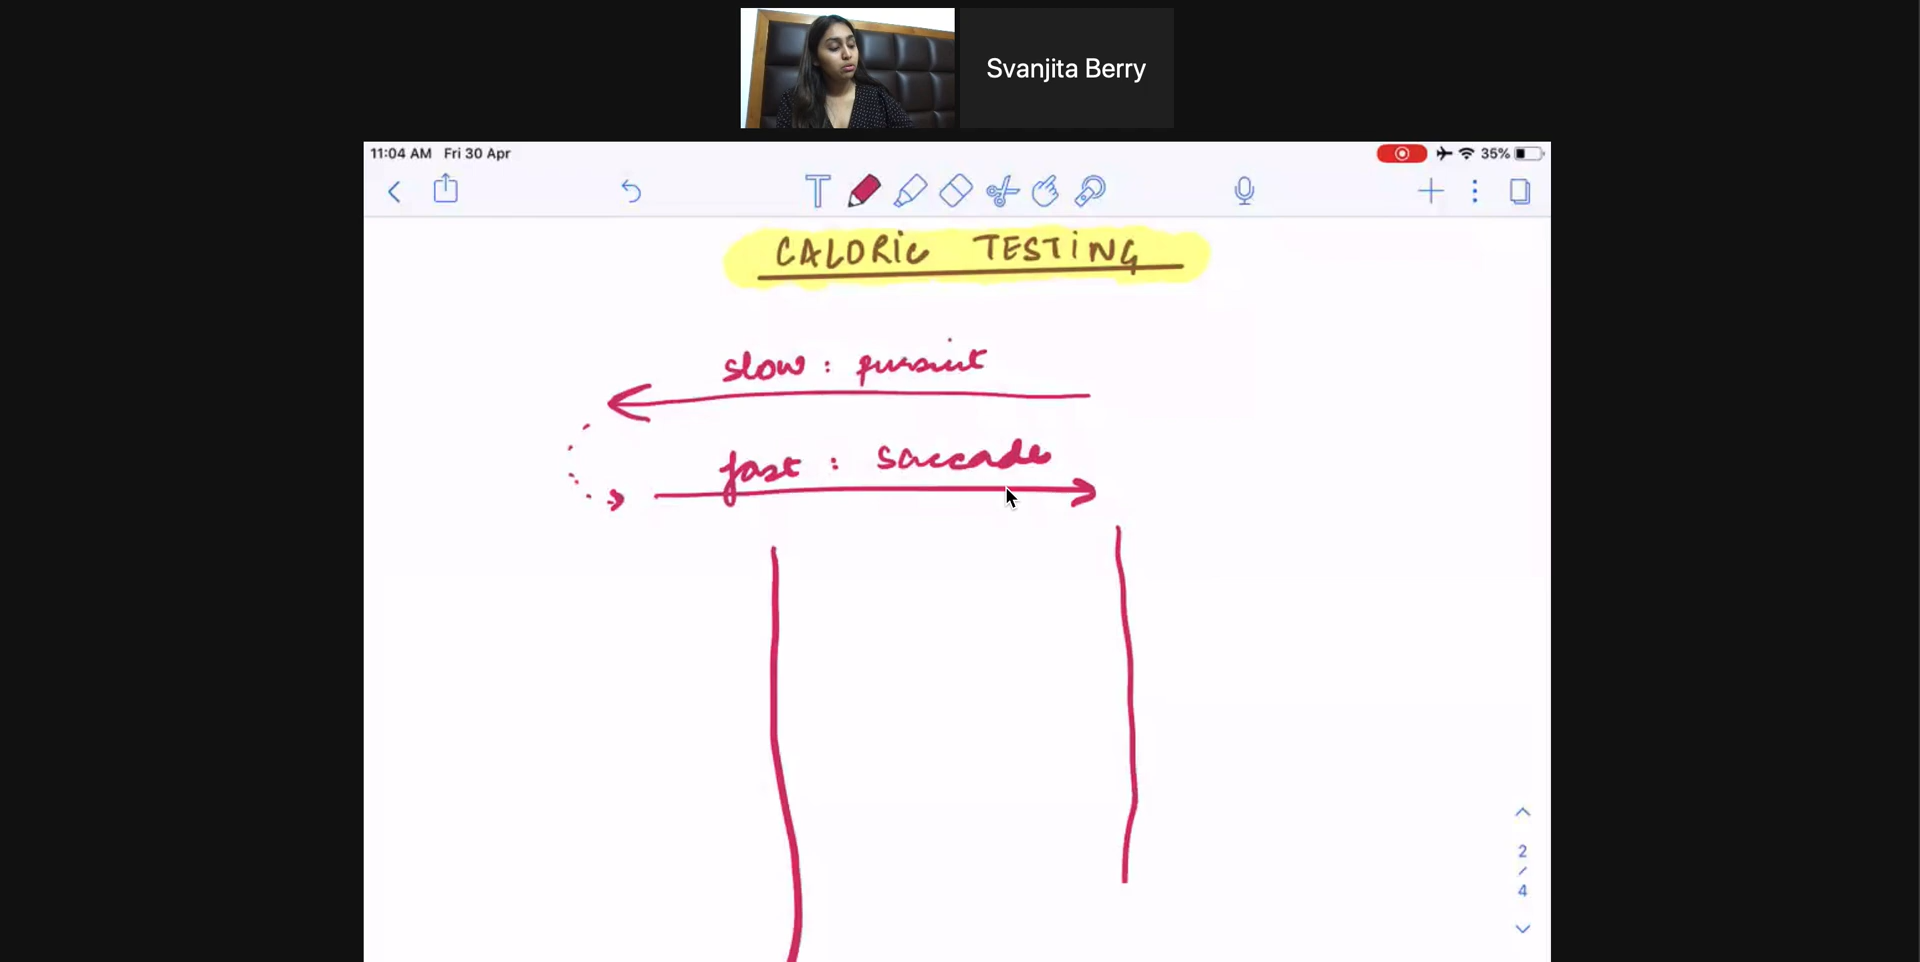 Svanjita Berry
11:04 AM Fri 30 Apr
35%
CALORIC TESTING
slow : pursuit
fast : saccade
2
/
4